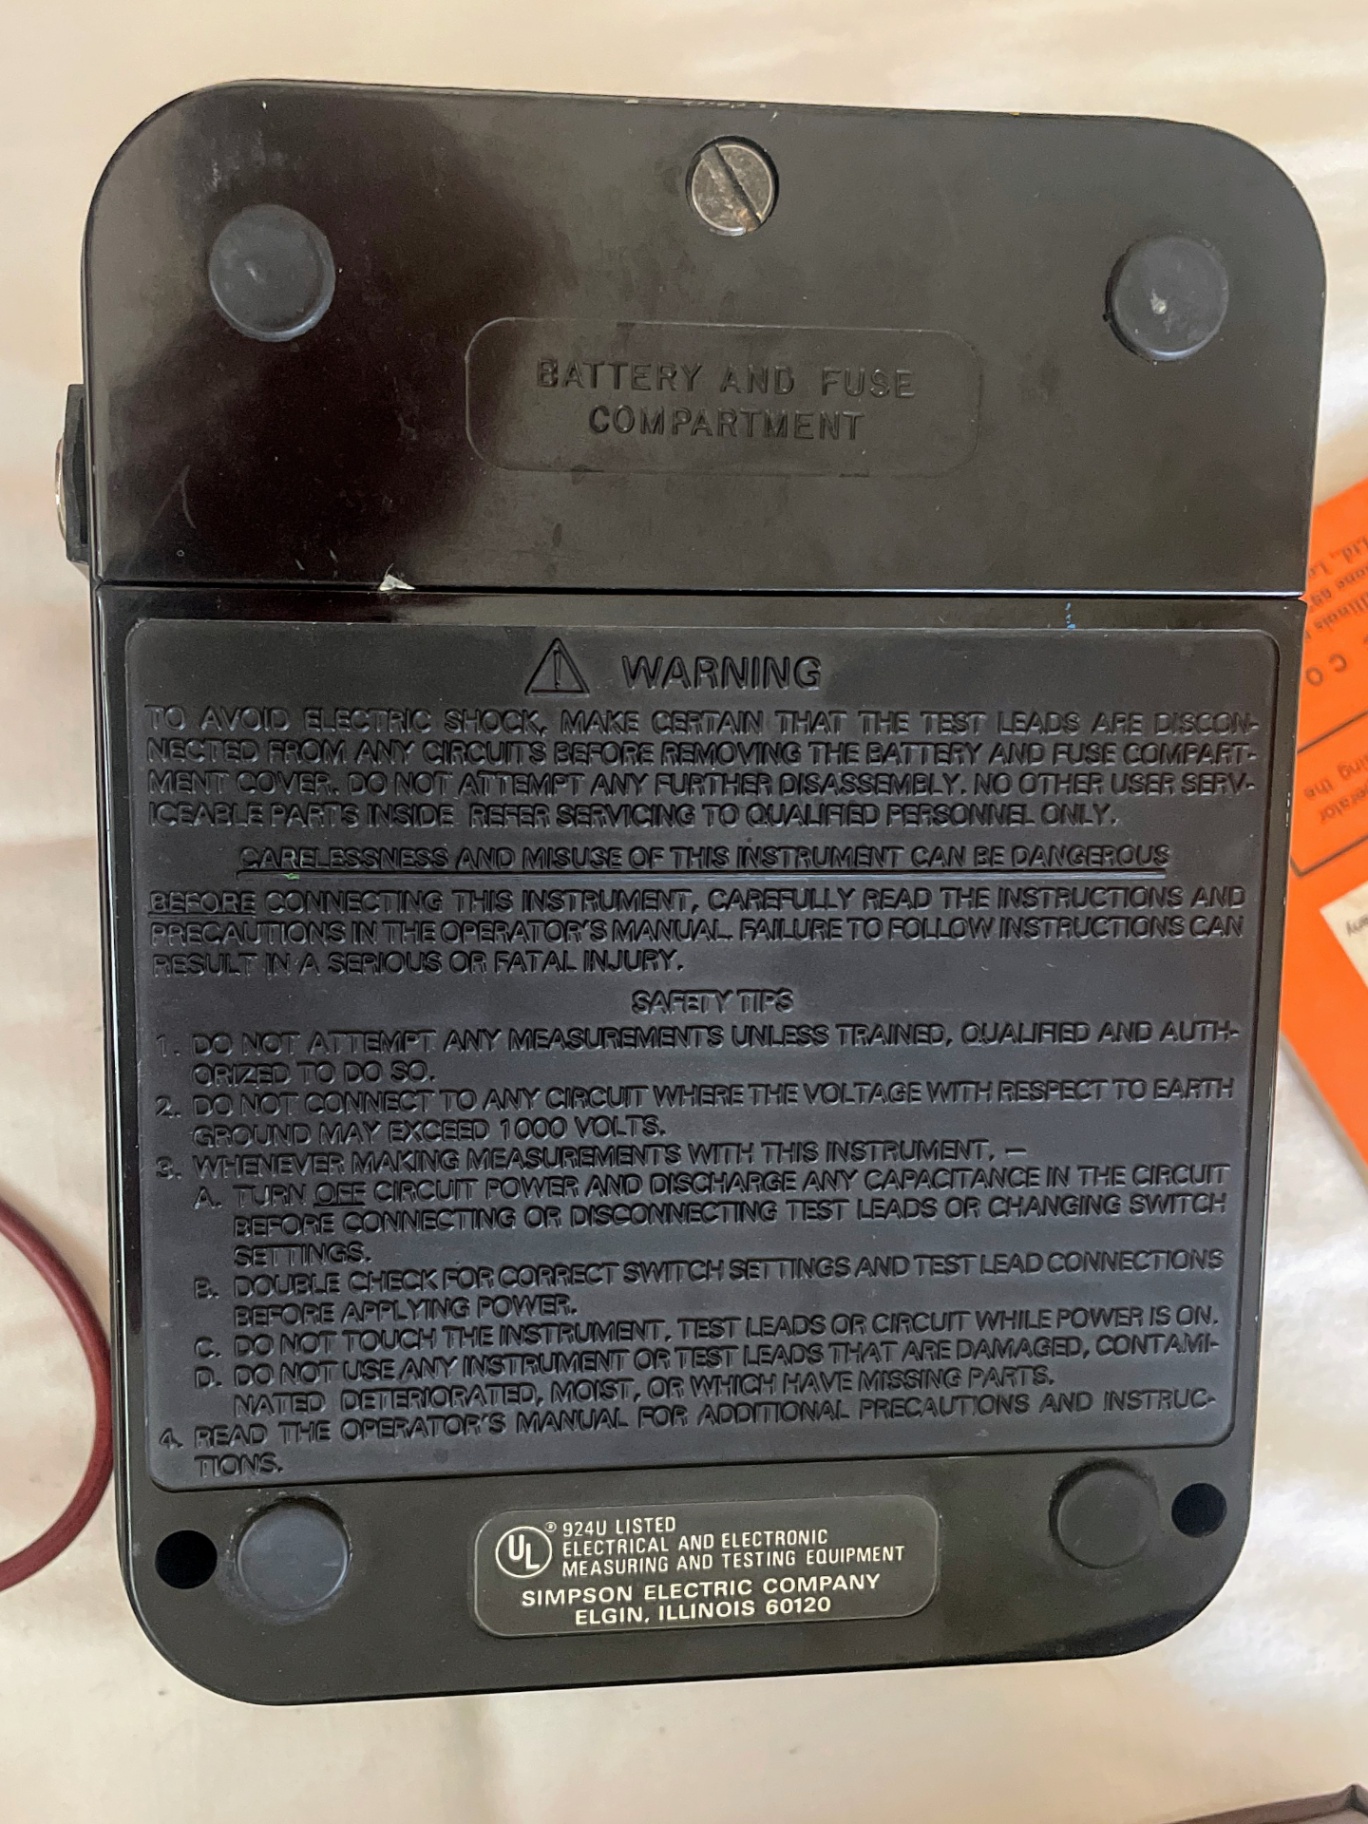 BATTERY AND FUSE
COMPARTMENT
WARNING
TO AVOID ELECTRIC SHOCK, MAKE CERTAIN THAT THE TEST LEADS ARE DISCON-
NECTED FROM ANY CIRCUITS BEFORE REMOVING THE BATTERY AND FUSE COMPART-
MENT COVER. DO NOT ATTEMPT ANY FURTHER DISASSEMBLY. NO OTHER USER SERV-
ICEABLE PARTS INSIDE REFER SERVICING TO QUALIFIED PERSONNEL ONLY.
CARELESSNESS AND MISUSE OF THIS INSTRUMENT CAN BE DANGEROUS
BEFORE CONNECTING THIS INSTRUMENT, CAREFULLY READ THE INSTRUCTIONS AND
PRECAUTIONS IN THE OPERATOR'S MANUAL. FAILURE TO FOLLOW INSTRUCTIONS CAN
RESULT IN A SERIOUS OR FATAL INJURY.
SAFETY TIPS
1. DO NOT ATTEMPT ANY MEASUREMENTS UNLESS TRAINED, QUALIFIED AND AUTH-
ORIZED TO DO SO.
2. DO NOT CONNECT TO ANY CIRCUIT WHERE THE VOLTAGE WITH RESPECT TO EARTH
GROUND MAY EXCEED 1000 VOLTS.
3. WHENEVER MAKING MEASUREMENTS WITH THIS INSTRUMENT, —
A. TURN OFF CIRCUIT POWER AND DISCHARGE ANY CAPACITANCE IN THE CIRCUIT
BEFORE CONNECTING OR DISCONNECTING TEST LEADS OR CHANGING SWITCH
SETTINGS.
B. DOUBLE CHECK FOR CORRECT SWITCH SETTINGS AND TEST LEAD CONNECTIONS
BEFORE APPLYING POWER.
C. DO NOT TOUCH THE INSTRUMENT, TEST LEADS OR CIRCUIT WHILE POWER IS ON.
D. DO NOT USE ANY INSTRUMENT OR TEST LEADS THAT ARE DAMAGED, CONTAMI-
NATED DETERIORATED, MOIST, OR WHICH HAVE MISSING PARTS.
4. READ THE OPERATOR'S MANUAL FOR ADDITIONAL PRECAUTIONS AND INSTRUC-
TIONS.
UL ® 924U LISTED
ELECTRICAL AND ELECTRONIC
MEASURING AND TESTING EQUIPMENT
SIMPSON ELECTRIC COMPANY
ELGIN, ILLINOIS 60120
Ltd.,
Illinois
CO
the